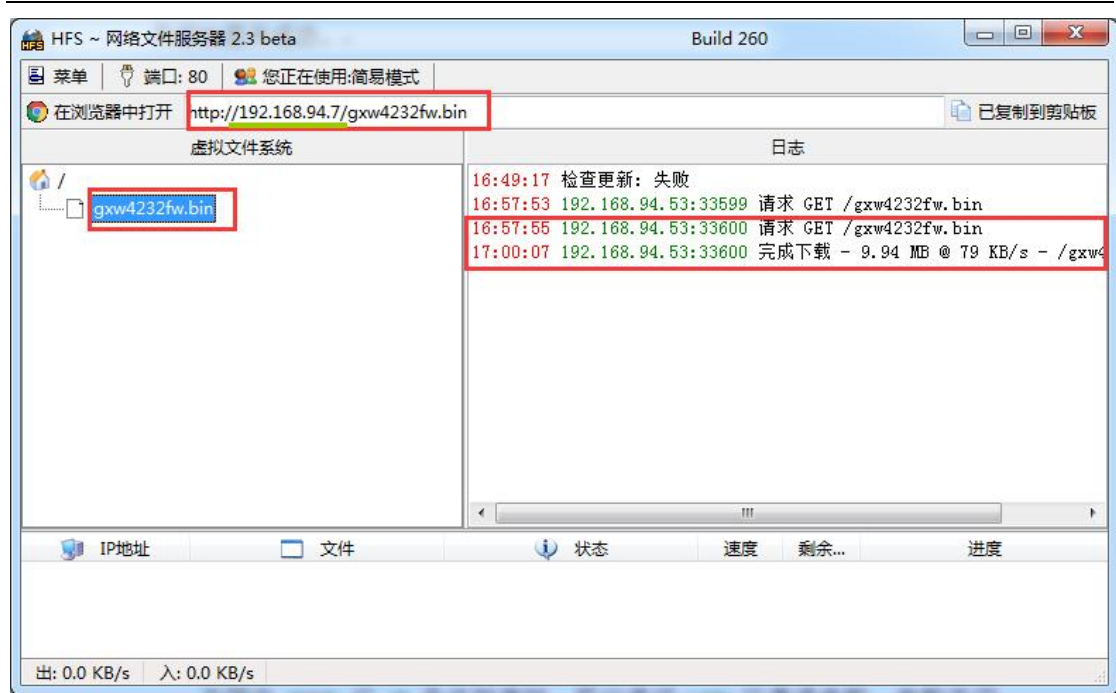 HFS ~ 网络文件服务器 2.3 beta Build 260
菜单 端口: 80 您正在使用:简易模式
在浏览器中打开 http://192.168.94.7/gxw4232fw.bin 已复制到剪贴板
虚拟文件系统 日志
/
gxw4232fw.bin
16:49:17 检查更新: 失败
16:57:53 192.168.94.53:33599 请求 GET /gxw4232fw.bin
16:57:55 192.168.94.53:33600 请求 GET /gxw4232fw.bin
17:00:07 192.168.94.53:33600 完成下载 - 9.94 MB @ 79 KB/s - /gxw4
IP地址 文件 状态 速度 剩余... 进度
出: 0.0 KB/s 入: 0.0 KB/s